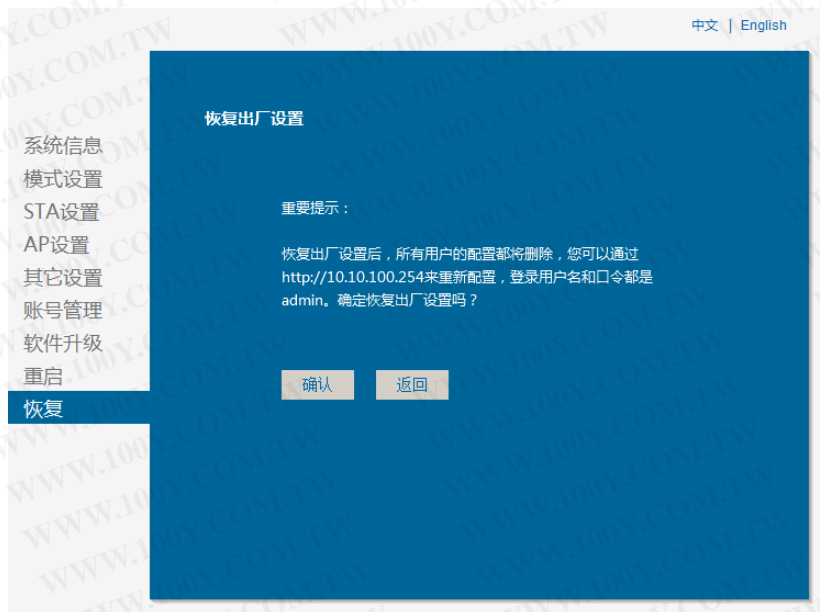 中文 | English
恢复出厂设置
系统信息
模式设置
STA设置
AP设置
其它设置
账号管理
软件升级
重启
恢复
重要提示：
恢复出厂设置后，所有用户的配置都将删除，您可以通过
http://10.10.100.254来重新配置，登录用户名和口令都是
admin。确定恢复出厂设置吗？
确认 返回
WWW.100Y.COM.TW